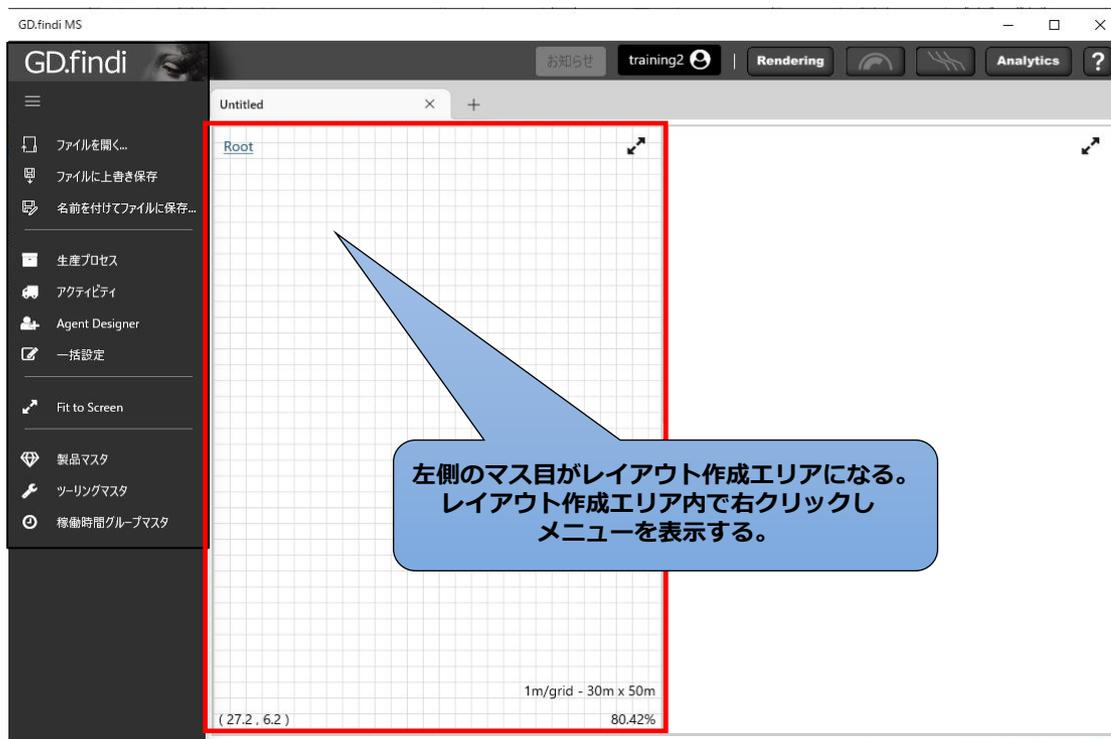 GD.findi MS
GD.findi
お知らせ
training2
Rendering
Analytics
?
Untitled
ファイルを開く...
ファイルに上書き保存
名前を付けてファイルに保存...
生産プロセス
アクティビティ
Agent Designer
一括設定
Fit to Screen
製品マスタ
ツーリングマスタ
稼働時間グループマスタ
Root
左側のマス目がレイアウト作成エリアになる。
レイアウト作成エリア内で右クリックし
メニューを表示する。
1m/grid - 30m x 50m
( 27.2 , 6.2 )
80.42%